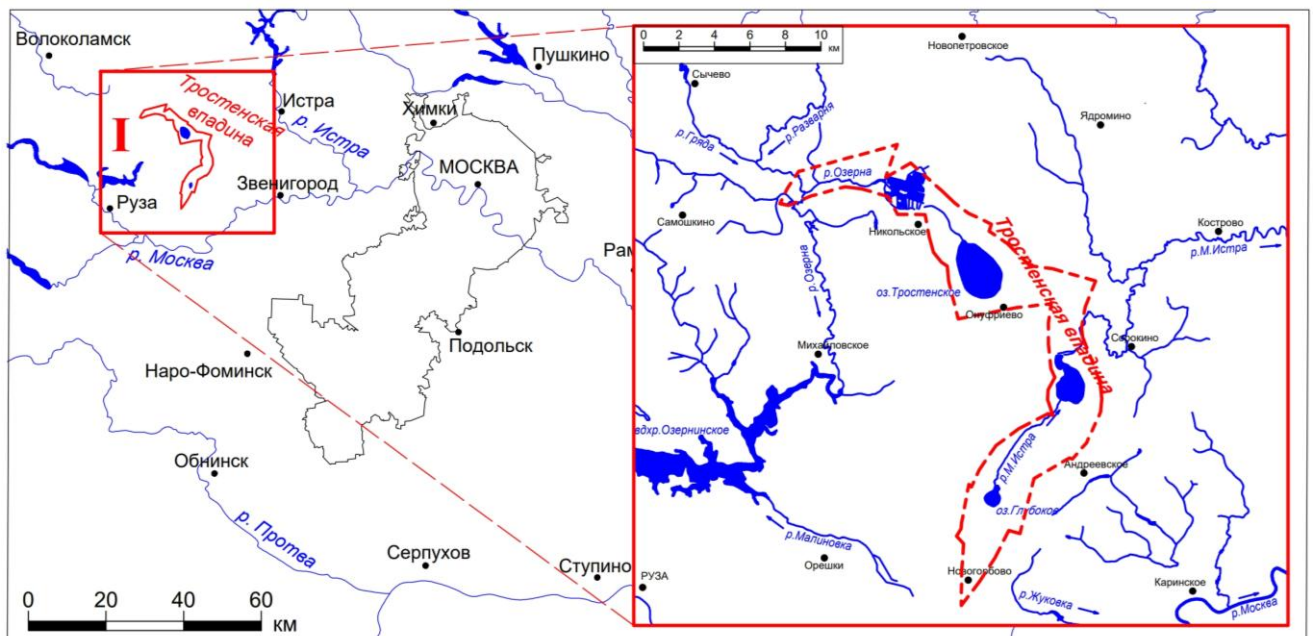 Волоколамск
Пушкино
Тростенская
впадина
Истра
Химки
р. Истра
I
МОСКВА
Звенигород
Руза
Рам
р. Москва
Подольск
Наро-Фоминск
Обнинск
р. Протва
Серпухов
Ступино
0 20 40 60
км
0 2 4 6 8 10
км
Новопетровское
Сычево
Ядромино
р.Гряда
р.Разварня
р.Озерна
Самошкино
Никольское
Кострово
р.М.Истра
Тростенская впадина
р.Озерна
оз.Тростенское
Онуфриево
Михайловское
Сорокино
вдхр.Озернинское
р.М.Истра
Андреевское
оз.Глубокое
р.Малиновка
Орешки
РУЗА
Новогорбово
р.Жуковка
Каринское
р.Москва